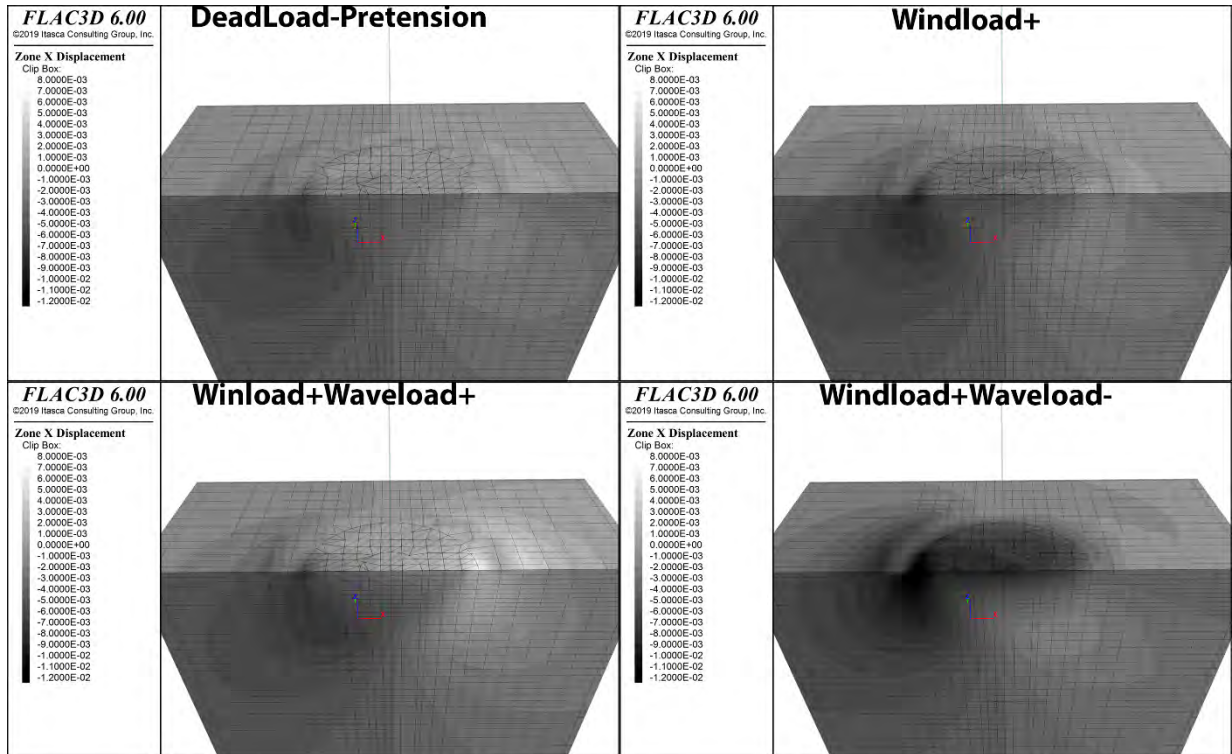 FLAC3D 6.00
©2019 Itasca Consulting Group, Inc.
Zone X Displacement
Clip Box:
8.0000E-03
7.0000E-03
6.0000E-03
5.0000E-03
4.0000E-03
3.0000E-03
2.0000E-03
1.0000E-03
0.0000E+00
-1.0000E-03
-2.0000E-03
-3.0000E-03
-4.0000E-03
-5.0000E-03
-6.0000E-03
-7.0000E-03
-8.0000E-03
-9.0000E-03
-1.0000E-02
-1.1000E-02
-1.2000E-02
DeadLoad-Pretension
FLAC3D 6.00
©2019 Itasca Consulting Group, Inc.
Zone X Displacement
Clip Box:
8.0000E-03
7.0000E-03
6.0000E-03
5.0000E-03
4.0000E-03
3.0000E-03
2.0000E-03
1.0000E-03
0.0000E+00
-1.0000E-03
-2.0000E-03
-3.0000E-03
-4.0000E-03
-5.0000E-03
-6.0000E-03
-7.0000E-03
-8.0000E-03
-9.0000E-03
-1.0000E-02
-1.1000E-02
-1.2000E-02
Windload+
FLAC3D 6.00
©2019 Itasca Consulting Group, Inc.
Zone X Displacement
Clip Box:
8.0000E-03
7.0000E-03
6.0000E-03
5.0000E-03
4.0000E-03
3.0000E-03
2.0000E-03
1.0000E-03
0.0000E+00
-1.0000E-03
-2.0000E-03
-3.0000E-03
-4.0000E-03
-5.0000E-03
-6.0000E-03
-7.0000E-03
-8.0000E-03
-9.0000E-03
-1.0000E-02
-1.1000E-02
-1.2000E-02
Winload+Waveload+
FLAC3D 6.00
©2019 Itasca Consulting Group, Inc.
Zone X Displacement
Clip Box:
8.0000E-03
7.0000E-03
6.0000E-03
5.0000E-03
4.0000E-03
3.0000E-03
2.0000E-03
1.0000E-03
0.0000E+00
-1.0000E-03
-2.0000E-03
-3.0000E-03
-4.0000E-03
-5.0000E-03
-6.0000E-03
-7.0000E-03
-8.0000E-03
-9.0000E-03
-1.0000E-02
-1.1000E-02
-1.2000E-02
Windload+Waveload-